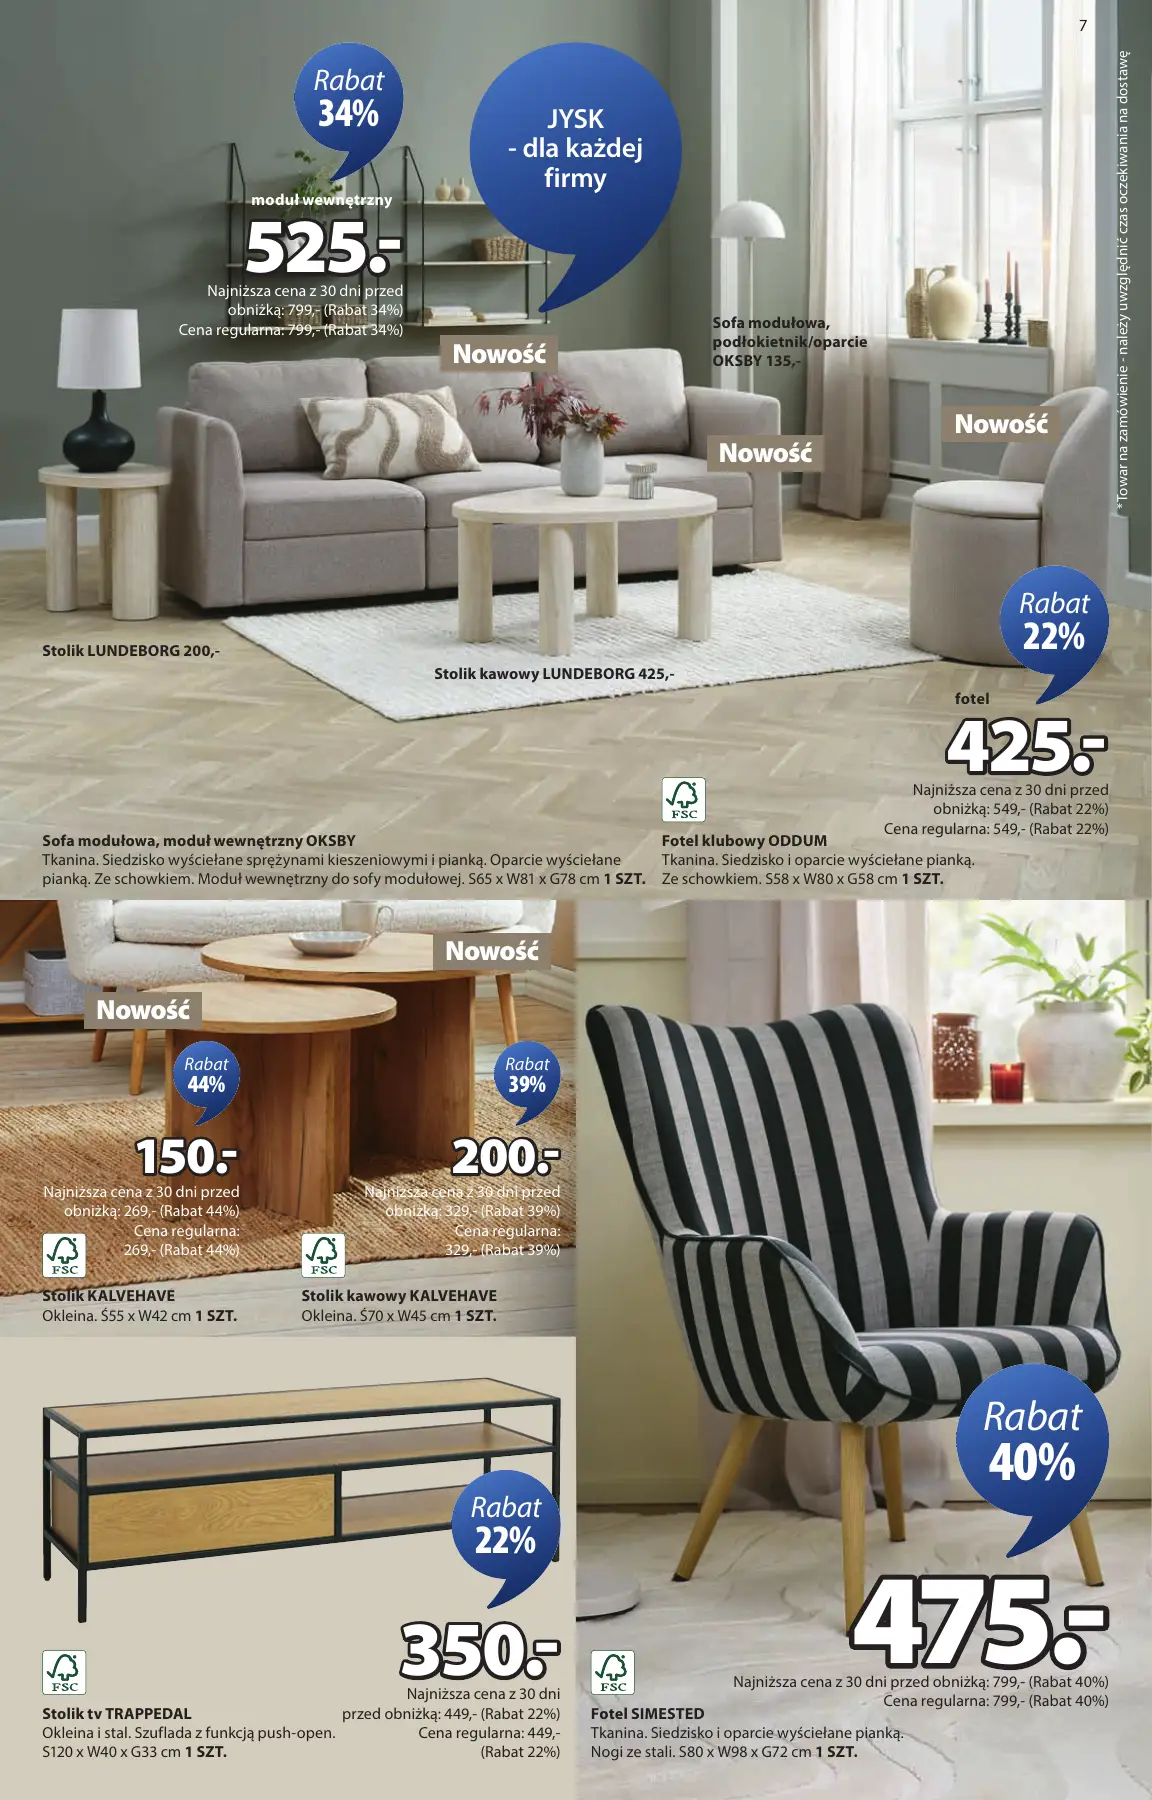 7
*Towar na zamówienie - należy uwzględnić czas oczekiwania na dostawę
Rabat
34%
JYSK
- dla każdej
firmy
moduł wewnętrzny
525.-
Najniższa cena z 30 dni przed
obniżką: 799,- (Rabat 34%)
Cena regularna: 799,- (Rabat 34%)
Nowość
Sofa modułowa,
podłokietnik/oparcie
OKSBY 135,-
Nowość
Nowość
Stolik LUNDEBORG 200,-
Stolik kawowy LUNDEBORG 425,-
Rabat
22%
fotel
425.-
Najniższa cena z 30 dni przed
obniżką: 549,- (Rabat 22%)
Cena regularna: 549,- (Rabat 22%)
Sofa modułowa, moduł wewnętrzny OKSBY
Tkanina. Siedzisko wyściełane sprężynami kieszeniowymi i pianką. Oparcie wyściełane
pianką. Ze schowkiem. Moduł wewnętrzny do sofy modułowej. S65 x W81 x G78 cm 1 SZT.
FSC
Fotel klubowy ODDUM
Tkanina. Siedzisko i oparcie wyściełane pianką.
Ze schowkiem. S58 x W80 x G58 cm 1 SZT.
Nowość
Nowość
Rabat
44%
150.-
Najniższa cena z 30 dni przed
obniżką: 269,- (Rabat 44%)
Cena regularna:
269,- (Rabat 44%)
FSC
Stolik KALVEHAVE
Okleina. Ś55 x W42 cm 1 SZT.
Rabat
39%
200.-
Najniższa cena z 30 dni przed
obniżką: 329,- (Rabat 39%)
Cena regularna:
329,- (Rabat 39%)
FSC
Stolik kawowy KALVEHAVE
Okleina. Ś70 x W45 cm 1 SZT.
Rabat
22%
350.-
Najniższa cena z 30 dni
przed obniżką: 449,- (Rabat 22%)
Cena regularna: 449,-
(Rabat 22%)
FSC
Stolik tv TRAPPEDAL
Okleina i stal. Szuflada z funkcją push-open.
S120 x W40 x G33 cm 1 SZT.
Rabat
40%
475.-
Najniższa cena z 30 dni przed obniżką: 799,- (Rabat 40%)
Cena regularna: 799,- (Rabat 40%)
FSC
Fotel SIMESTED
Tkanina. Siedzisko i oparcie wyściełane pianką.
Nogi ze stali. S80 x W98 x G72 cm 1 SZT.